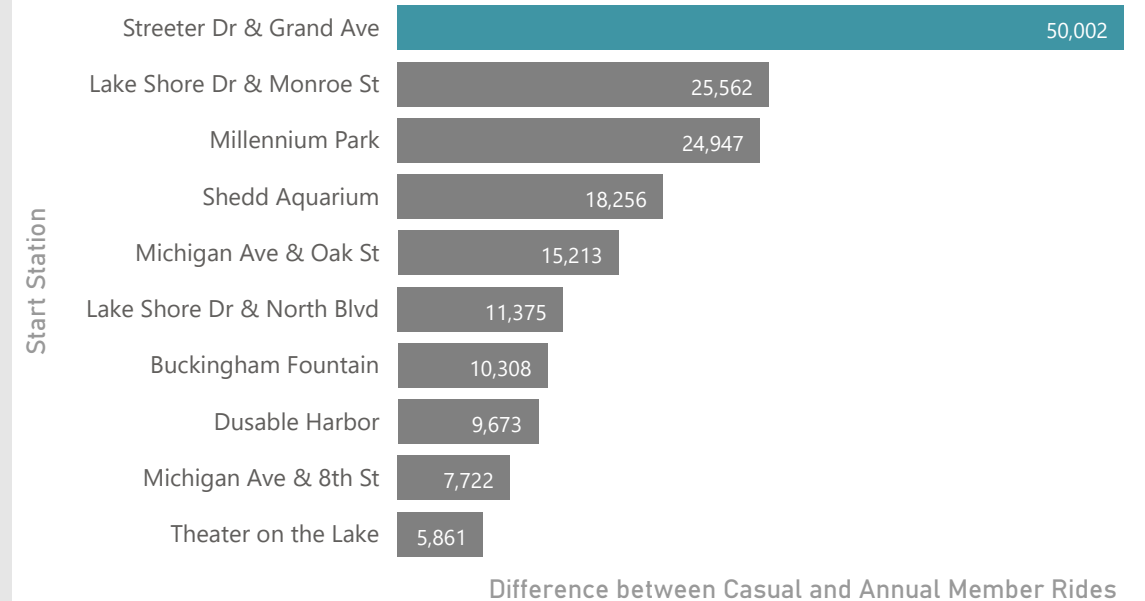 Streeter Dr & Grand Ave 50,002
Lake Shore Dr & Monroe St 25,562
Millennium Park 24,947
Shedd Aquarium 18,256
Michigan Ave & Oak St 15,213
Lake Shore Dr & North Blvd 11,375
Buckingham Fountain 10,308
Dusable Harbor 9,673
Michigan Ave & 8th St 7,722
Theater on the Lake 5,861
Start Station
Difference between Casual and Annual Member Rides